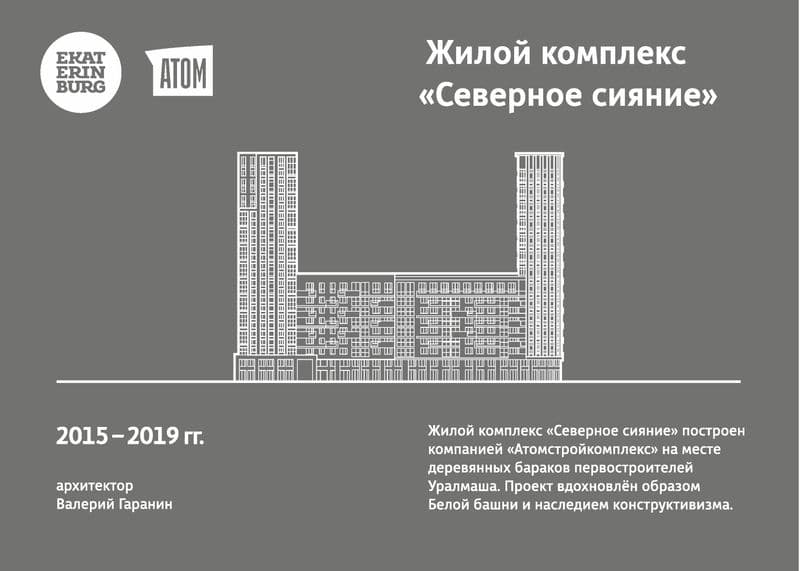 EKAT
ERIN
BURG
АТОМ
Жилой комплекс
«Северное сияние»
2015 – 2019 гг.
архитектор
Валерий Гаранин
Жилой комплекс «Северное сияние» построен
компанией «Атомстройкомплекс» на месте
деревянных бараков первостроителей
Уралмаша. Проект вдохновлён образом
Белой башни и наследием конструктивизма.